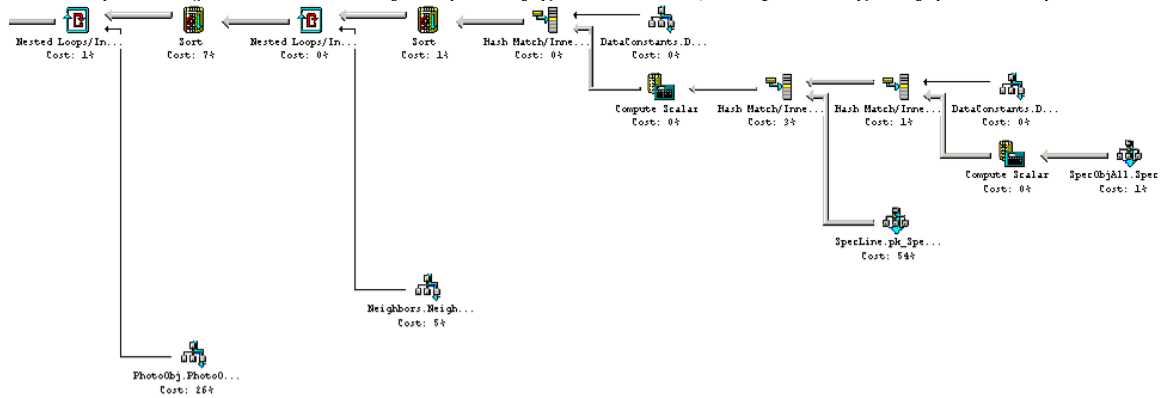 Nested Loops/In...
Cost: 1%
Sort
Cost: 7%
Nested Loops/In...
Cost: 0%
Sort
Cost: 1%
Hash Match/Inne...
Cost: 0%
DataConstants.D...
Cost: 0%
Compute Scalar
Cost: 0%
Hash Match/Inne...
Cost: 3%
Hash Match/Inne...
Cost: 1%
DataConstants.D...
Cost: 0%
Compute Scalar
Cost: 0%
SpecObjAll.Spec
Cost: 1%
SpecLine.pk_Spe...
Cost: 54%
Neighbors.Neigh...
Cost: 5%
PhotoObj.PhotoO...
Cost: 26%